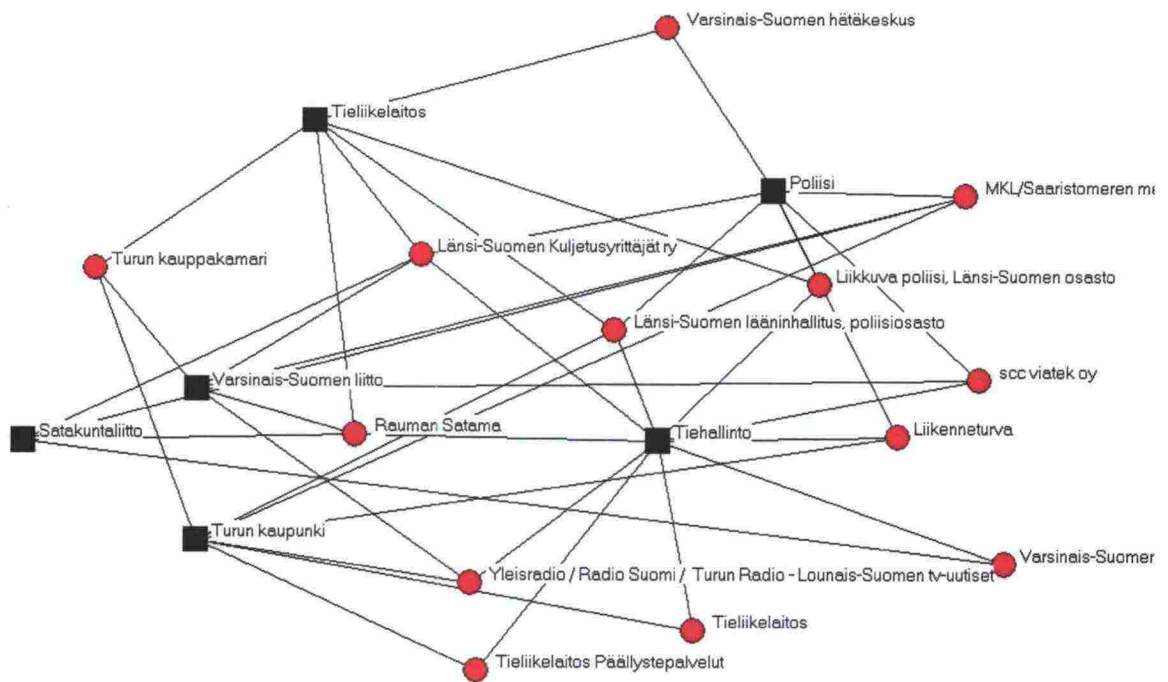 Varsinais-Suomen hätäkeskus
Tieliikelaitos
Poliisi
MKL/Saaristomeren me
Länsi-Suomen Kuljetusyrittäjät ry
Turun kauppakamari
Liikkuva poliisi, Länsi-Suomen osasto
Länsi-Suomen lääninhallitus, poliisiosasto
Varsinais-Suomen liitto
scc viatek oy
Satakuntaliitto
Rauman Satama
Tiehallinto
Liikenneturva
Turun kaupunki
Varsinais-Suomer
Yleisradio / Radio Suomi / Turun Radio - Lounais-Suomen tv-uutiset
Tieliikelaitos
Tieliikelaitos Päällystepalvelut